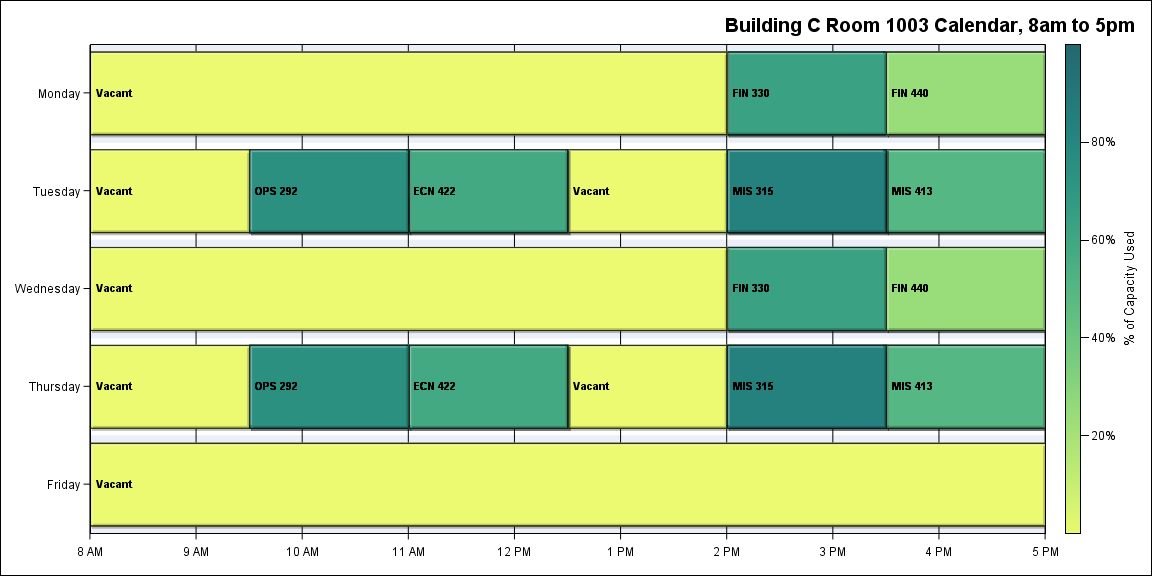 Building C Room 1003 Calendar, 8am to 5pm
Monday
Vacant
FIN 330
FIN 440
Tuesday
Vacant
OPS 292
ECN 422
Vacant
MIS 315
MIS 413
Wednesday
Vacant
FIN 330
FIN 440
Thursday
Vacant
OPS 292
ECN 422
Vacant
MIS 315
MIS 413
Friday
Vacant
8 AM
9 AM
10 AM
11 AM
12 PM
1 PM
2 PM
3 PM
4 PM
5 PM
80%
60%
40%
20%
% of Capacity Used